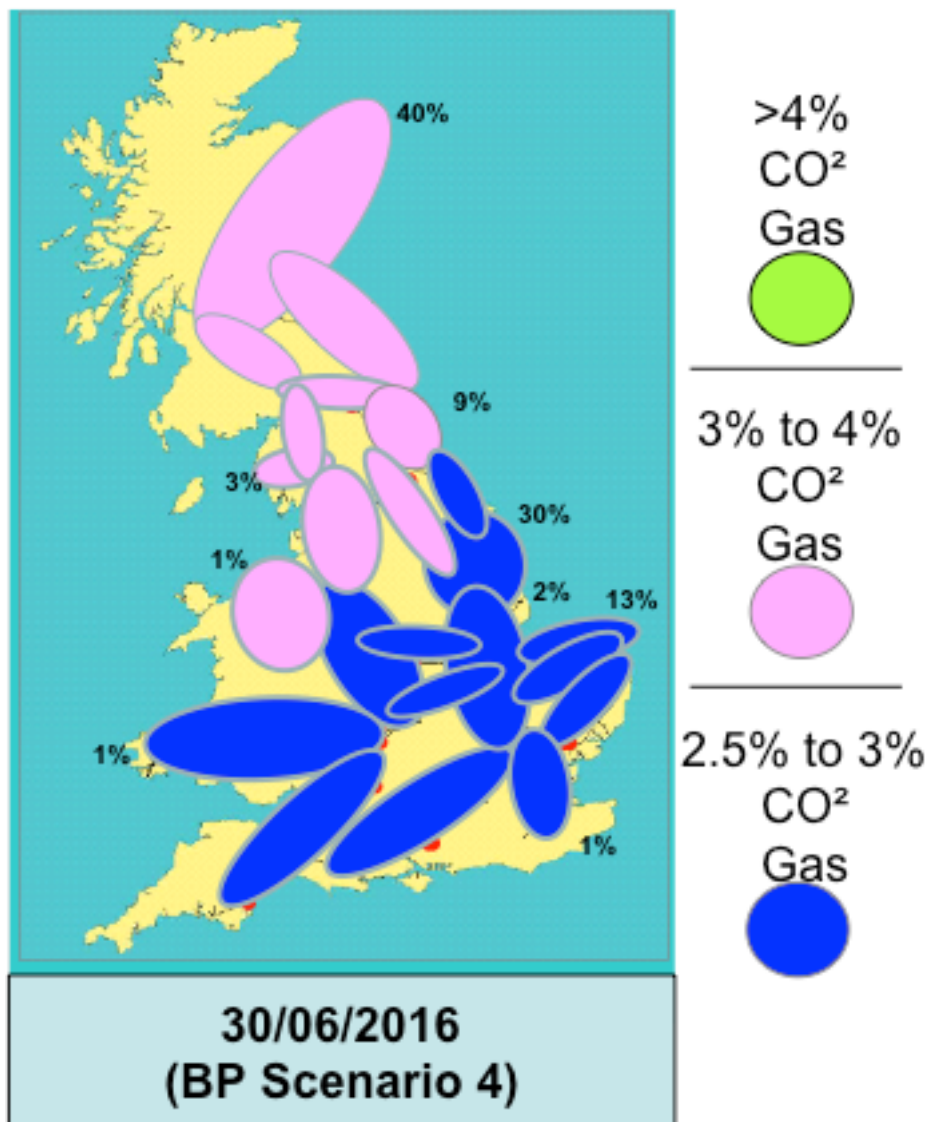 40%
9%
3%
30%
1%
2%
13%
1%
1%
>4%
CO²
Gas
3% to 4%
CO²
Gas
2.5% to 3%
CO²
Gas
30/06/2016
(BP Scenario 4)